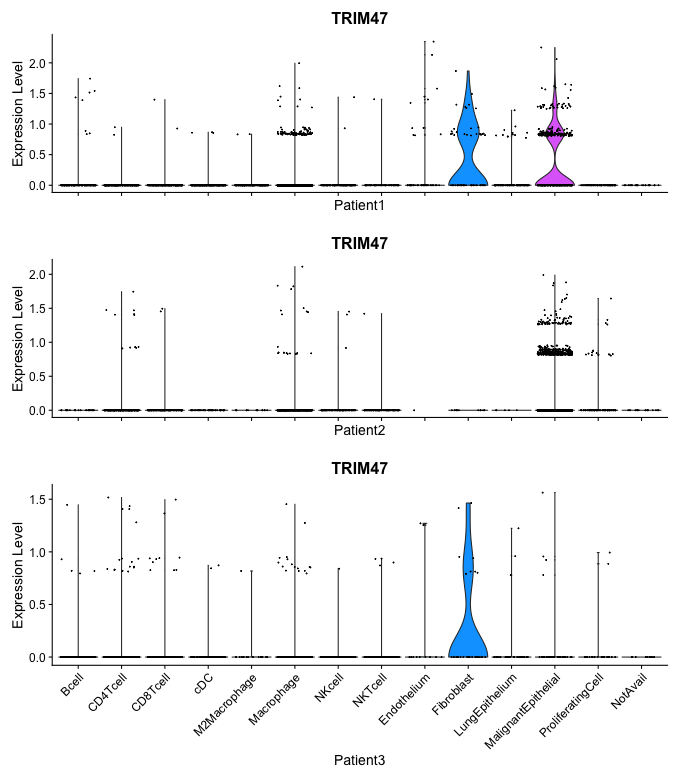 TRIM47
Expression Level
2.0
1.5
1.0
0.5
0.0
Patient1
TRIM47
Expression Level
2.0
1.5
1.0
0.5
0.0
Patient2
TRIM47
Expression Level
1.5
1.0
0.5
0.0
Bcell
CD4Tcell
CD8Tcell
cDC
M2Macrophage
Macrophage
NKcell
NKTcell
Endothelium
Fibroblast
LungEpithelium
MalignantEpithelial
ProliferatingCell
NotAvail
Patient3